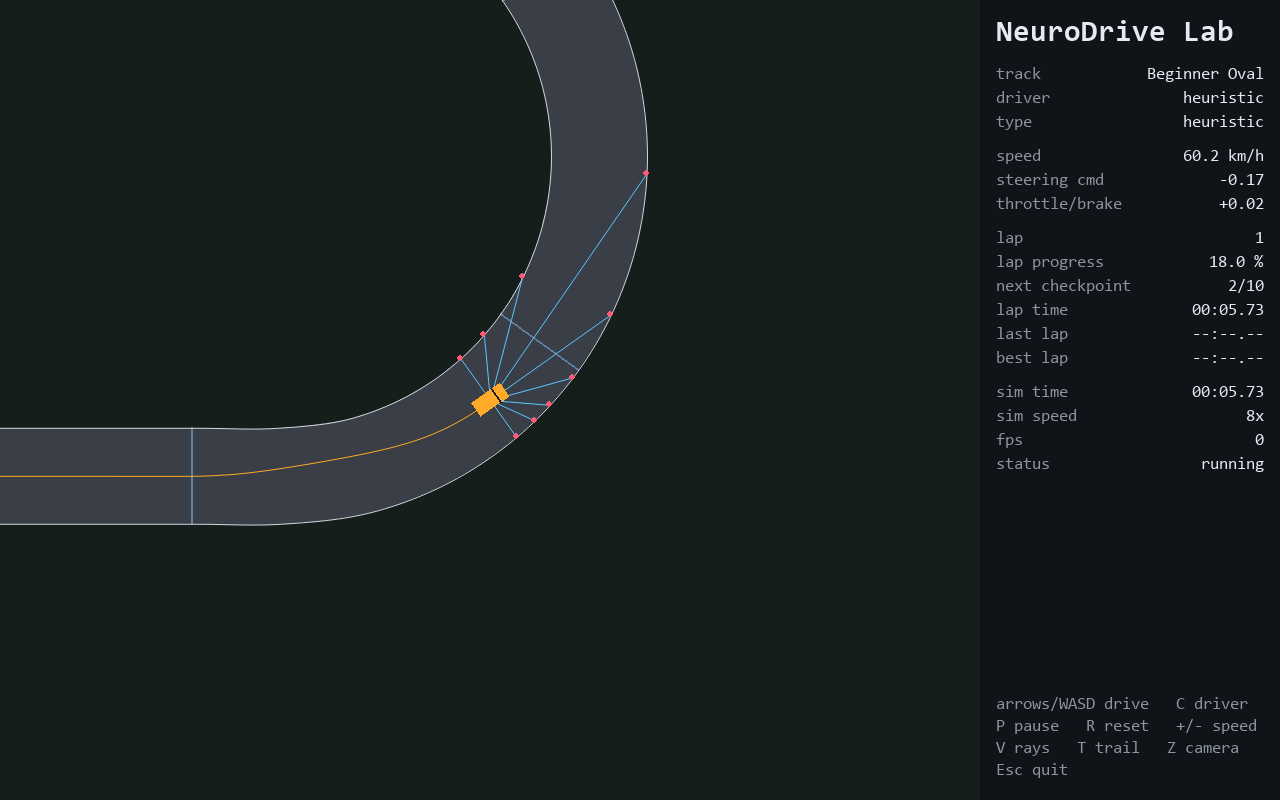 NeuroDrive Lab
track Beginner Oval
driver heuristic
type heuristic
speed 60.2 km/h
steering cmd -0.17
throttle/brake +0.02
lap 1
lap progress 18.0 %
next checkpoint 2/10
lap time 00:05.73
last lap --:--.--
best lap --:--.--
sim time 00:05.73
sim speed 8x
fps 0
status running
arrows/WASD drive C driver
P pause R reset +/- speed
V rays T trail Z camera
Esc quit